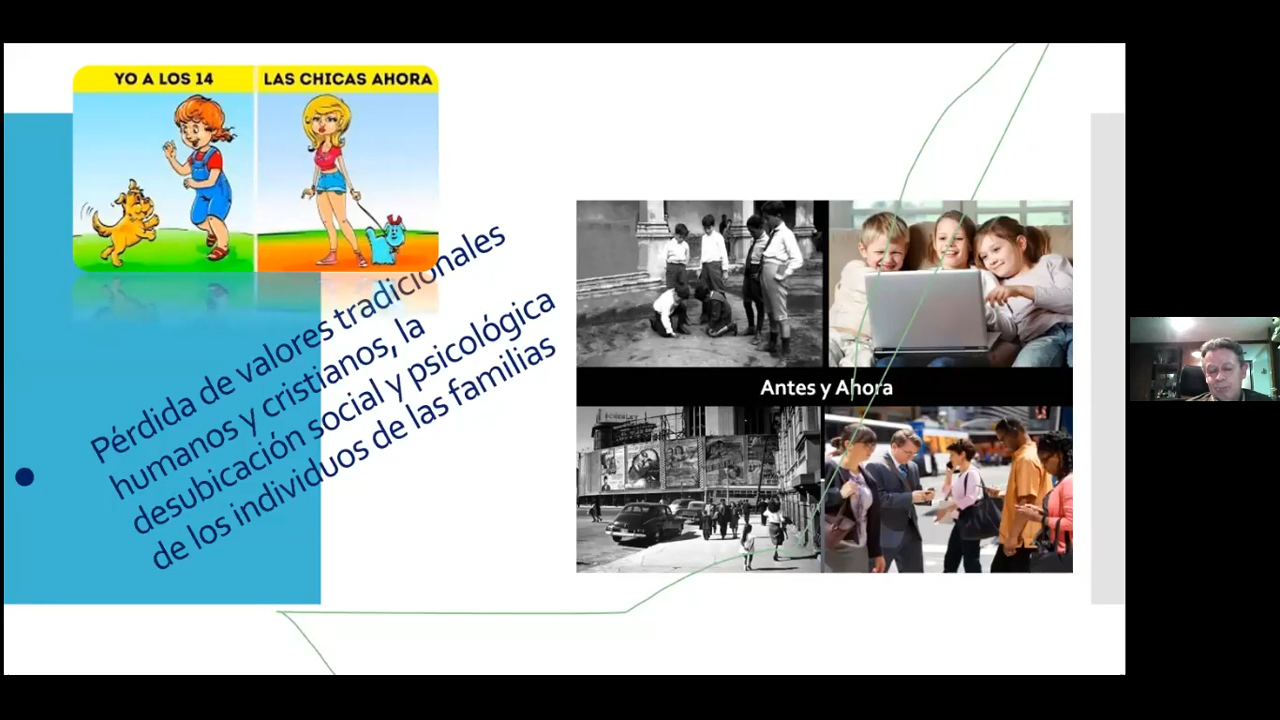 YO A LOS 14
LAS CHICAS AHORA
Pérdida de valores tradicionales
humanos y cristianos, la
desubicación social y psicológica
de los individuos de las familias
Antes y Ahora